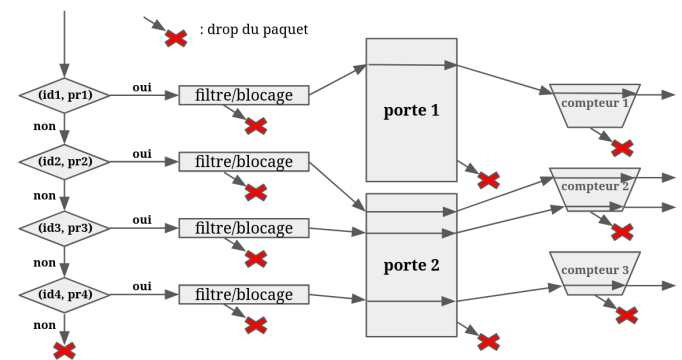 : drop du paquet
(id1, pr1)
oui
filtre/blocage
porte 1
compteur 1
non
(id2, pr2)
oui
filtre/blocage
compteur 2
non
(id3, pr3)
oui
filtre/blocage
porte 2
non
(id4, pr4)
oui
filtre/blocage
compteur 3
non